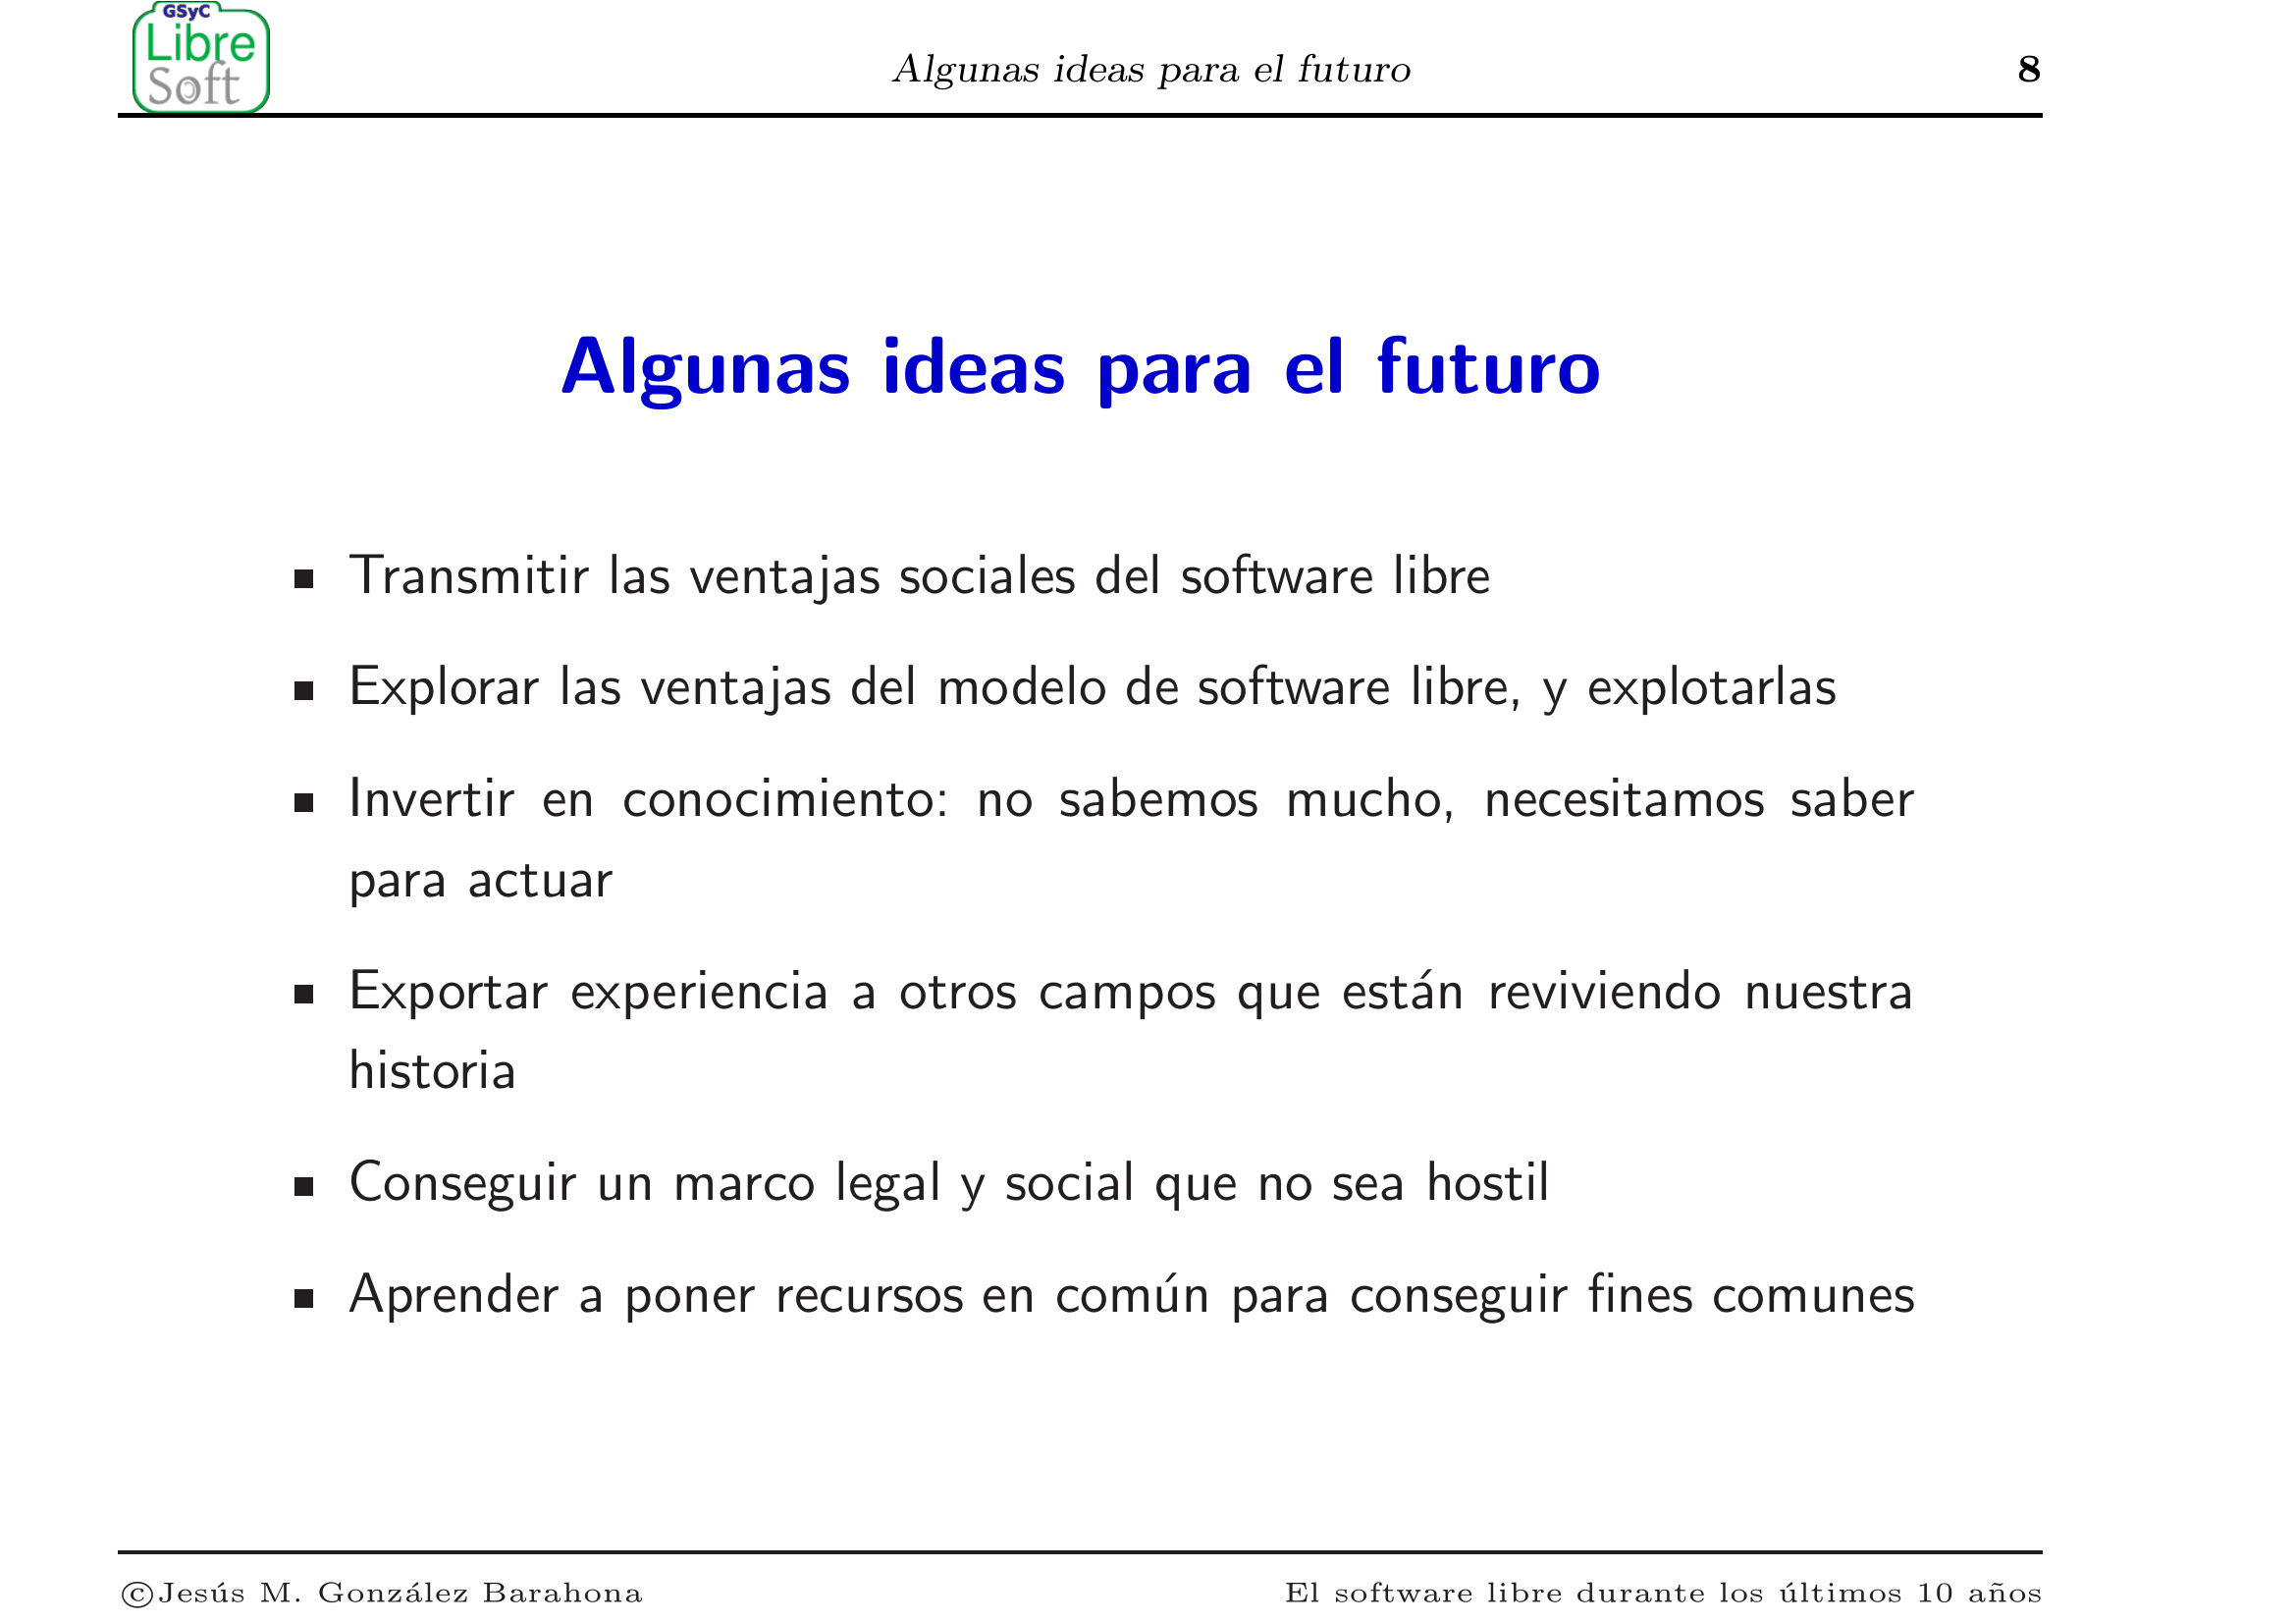 GSyC
Libre
Soft
Algunas ideas para el futuro
8
Algunas ideas para el futuro
▪ Transmitir las ventajas sociales del software libre
▪ Explorar las ventajas del modelo de software libre, y explotarlas
▪ Invertir en conocimiento: no sabemos mucho, necesitamos saber
para actuar
▪ Exportar experiencia a otros campos que están reviviendo nuestra
historia
▪ Conseguir un marco legal y social que no sea hostil
▪ Aprender a poner recursos en común para conseguir fines comunes
©Jesús M. González Barahona
El software libre durante los últimos 10 años